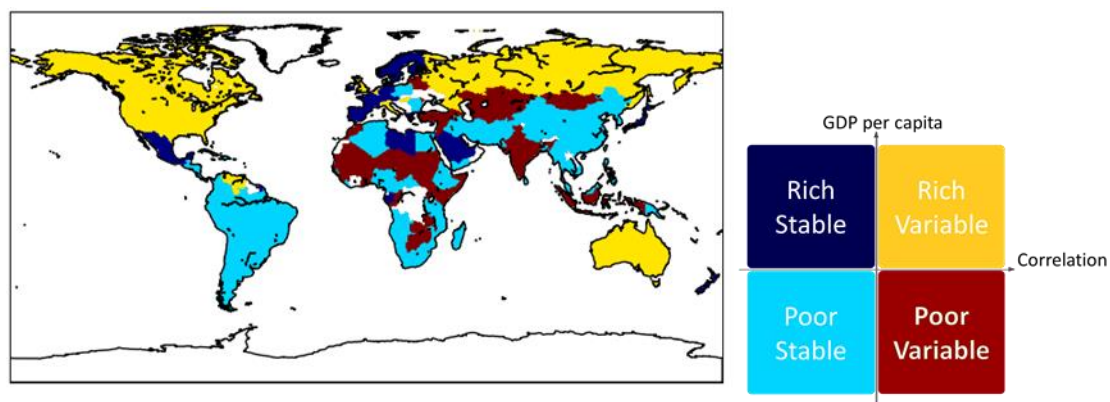 GDP per capita
Rich
Stable
Rich
Variable
Correlation
Poor
Stable
Poor
Variable